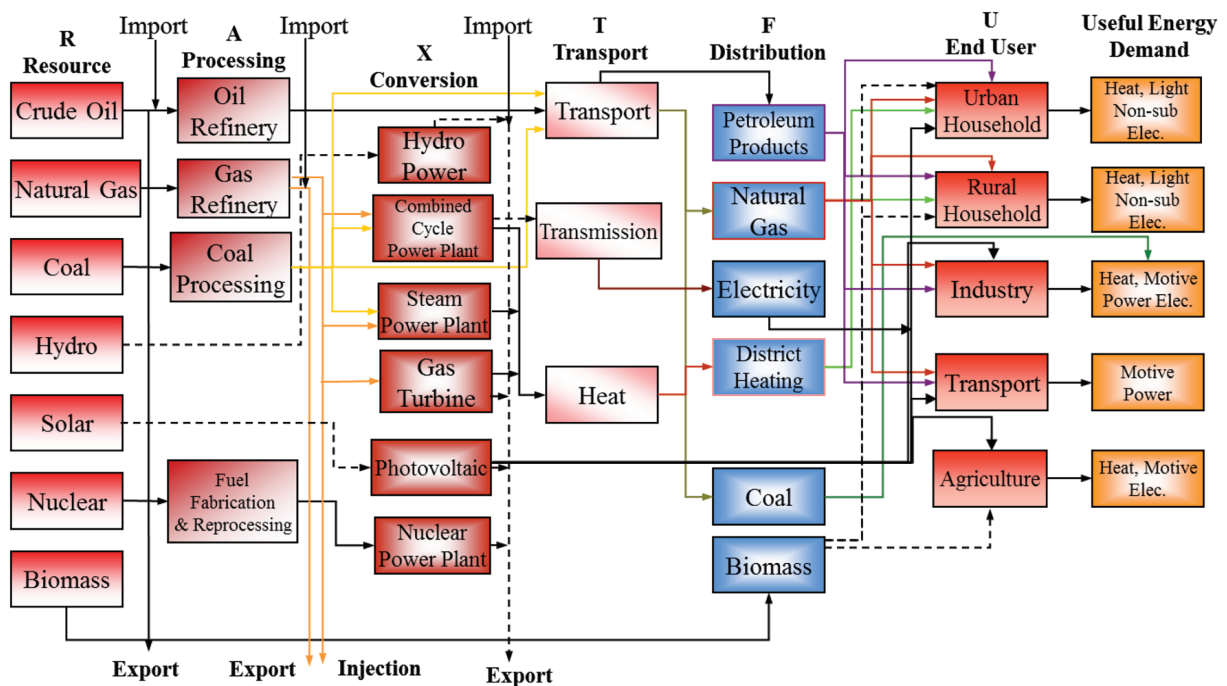 Import
Import
Import
R
Resource
A
Processing
X
Conversion
T
Transport
F
Distribution
U
End User
Useful Energy
Demand
Crude Oil
Natural Gas
Coal
Hydro
Solar
Nuclear
Biomass
Oil
Refinery
Gas
Refinery
Coal
Processing
Fuel
Fabrication
& Reprocessing
Hydro
Power
Combined
Cycle
Power Plant
Steam
Power Plant
Gas
Turbine
Photovoltaic
Nuclear
Power Plant
Transport
Transmission
Heat
Petroleum
Products
Natural
Gas
Electricity
District
Heating
Coal
Biomass
Urban
Household
Rural
Household
Industry
Transport
Agriculture
Heat, Light
Non-sub
Elec.
Heat, Light
Non-sub
Elec.
Heat, Motive
Power Elec.
Motive
Power
Heat, Motive
Elec.
Export
Export
Injection
Export